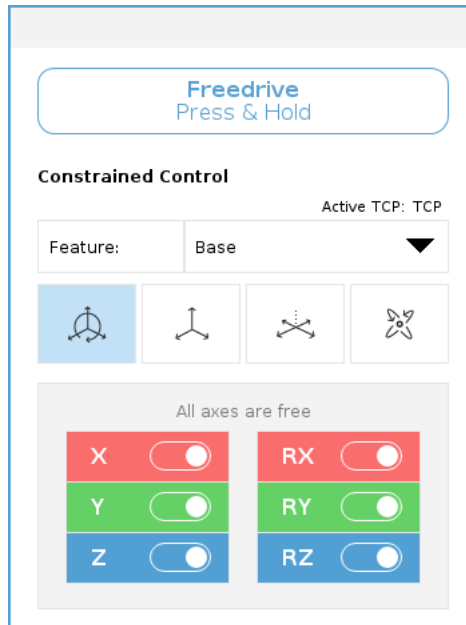 Freedrive
Press & Hold
Constrained Control
Active TCP: TCP
Feature: Base
All axes are free
X RX
Y RY
Z RZ